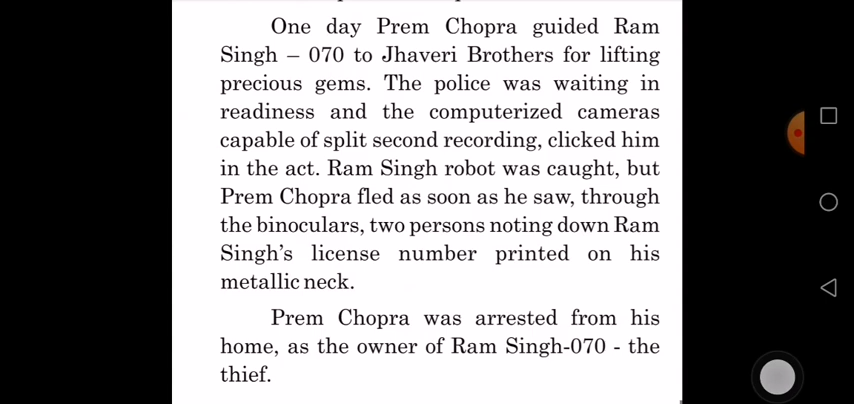 One day Prem Chopra guided Ram
Singh – 070 to Jhaveri Brothers for lifting
precious gems. The police was waiting in
readiness and the computerized cameras
capable of split second recording, clicked him
in the act. Ram Singh robot was caught, but
Prem Chopra fled as soon as he saw, through
the binoculars, two persons noting down Ram
Singh's license number printed on his
metallic neck.
Prem Chopra was arrested from his
home, as the owner of Ram Singh-070 - the
thief.